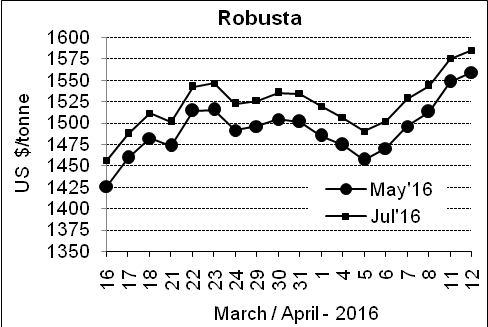 Robusta
US $/tonne
1600
1575
1550
1525
1500
1475
1450
1425
1400
1375
1350
May'16
Jul'16
16 17 18 21 22 23 24 29 30 31 1 4 5 6 7 8 11 12
March / April - 2016